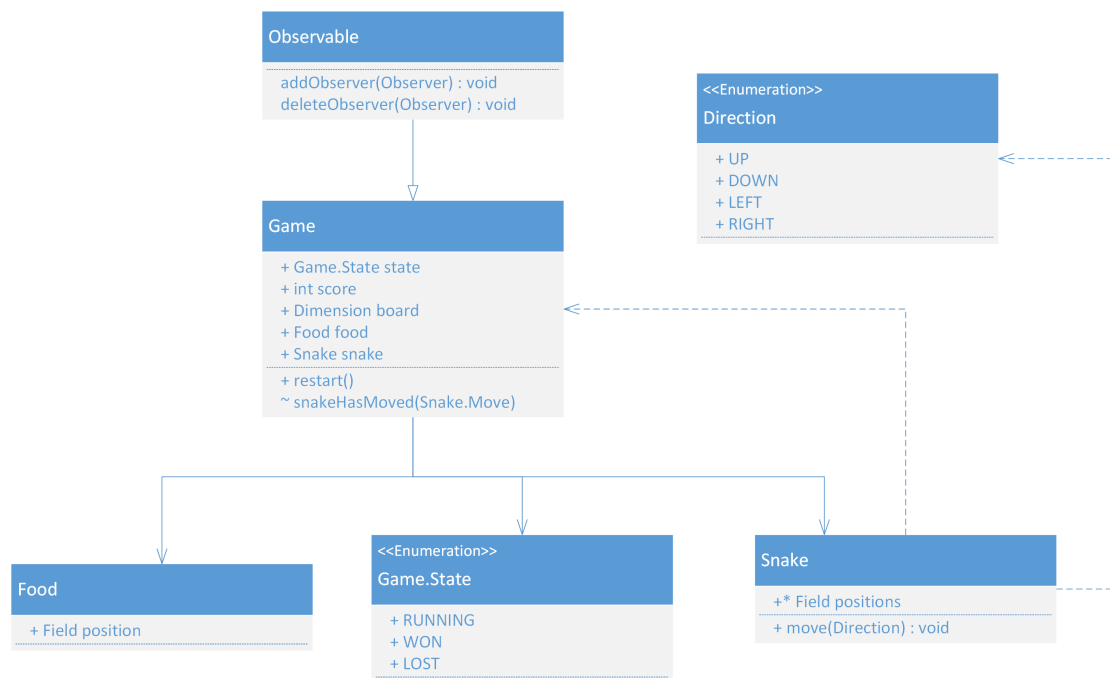 Observable
addObserver(Observer) : void
deleteObserver(Observer) : void
<<Enumeration>>
Direction
+ UP
+ DOWN
+ LEFT
+ RIGHT
Game
+ Game.State state
+ int score
+ Dimension board
+ Food food
+ Snake snake
+ restart()
~ snakeHasMoved(Snake.Move)
Food
+ Field position
<<Enumeration>>
Game.State
+ RUNNING
+ WON
+ LOST
Snake
+* Field positions
+ move(Direction) : void